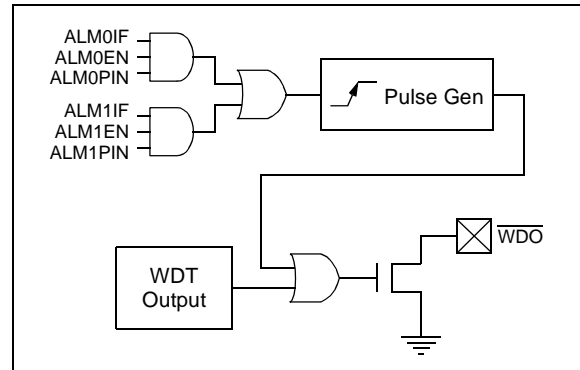 ALM0IF
ALM0EN
ALM0PIN
ALM1IF
ALM1EN
ALM1PIN
Pulse Gen
WDO
WDT
Output